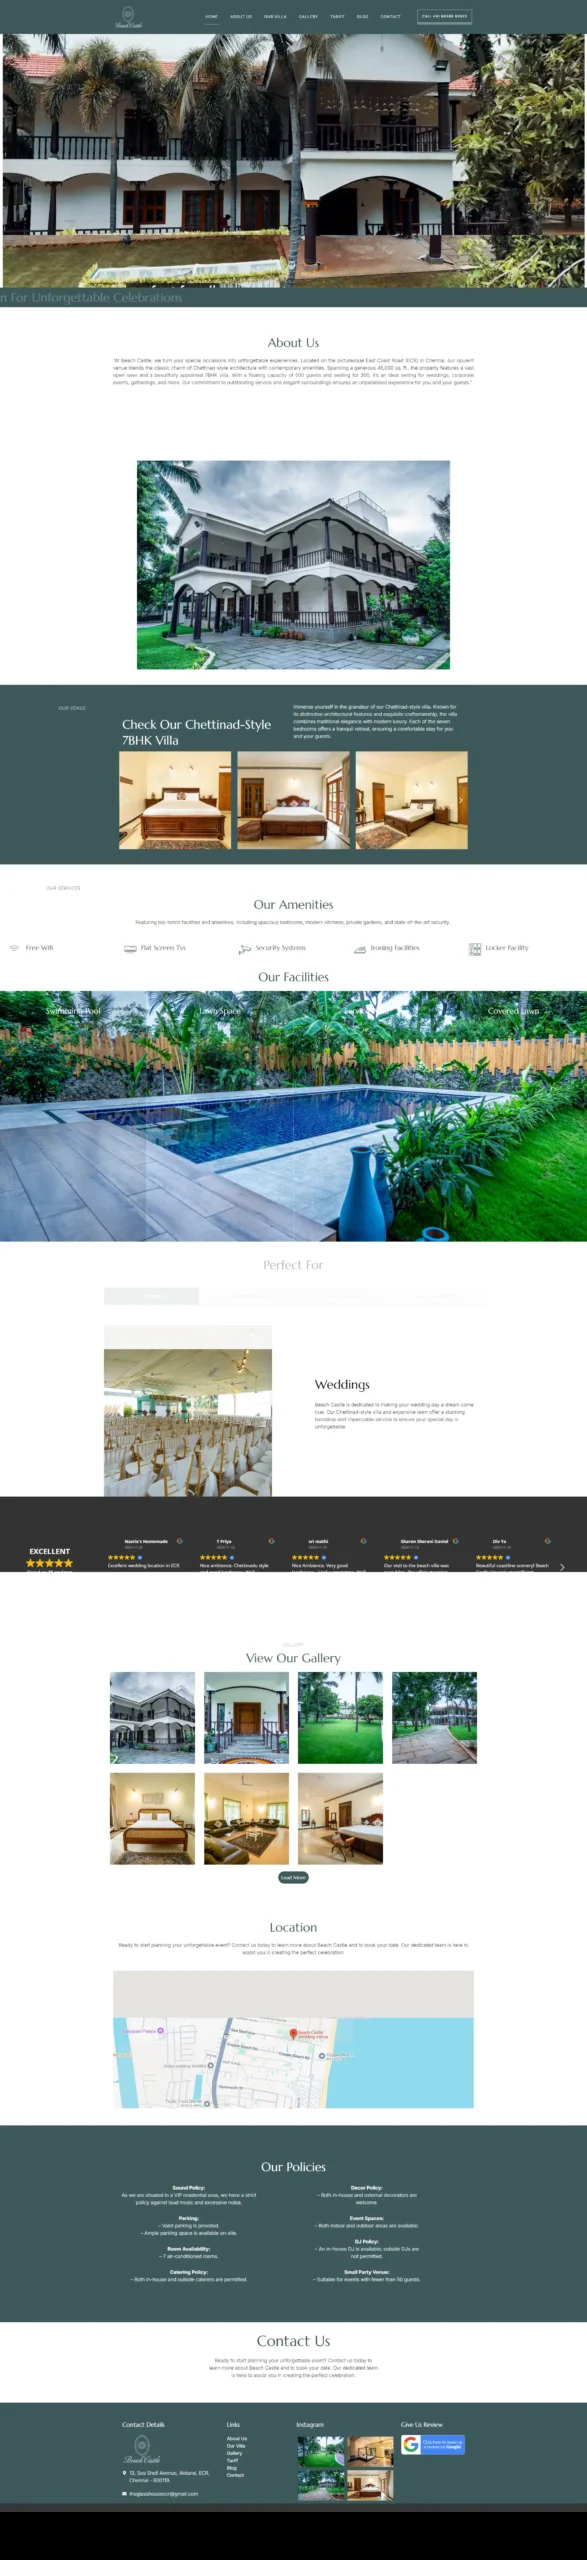 Beach Castle
HOME ABOUT US OUR VILLA GALLERY TARIFF BLOG CONTACT
n For Unforgettable Celebrations
About Us
"At Beach Castle, we turn your special occasions into unforgettable experiences. Located on the picturesque East Coast Road (ECR) in Chennai, our opulent
venue blends the classic charm of Chettinad-style architecture with contemporary amenities. Spanning a generous 45,000 sq. ft., the property features a vast
open lawn and a beautifully appointed 7BHK villa. With a floating capacity of 500 guests and seating for 300, it's an ideal setting for weddings, corporate
events, gatherings, and more. Our commitment to outstanding service and elegant surroundings ensures an unparalleled experience for you and your guests."
OUR VENUE
Check Our Chettinad-Style
7BHK Villa
Immerse yourself in the grandeur of our Chettinad-style villa. Known for
its distinctive architectural features and exquisite craftsmanship, the villa
combines traditional elegance with modern luxury. Each of the seven
bedrooms offers a tranquil retreat, ensuring a comfortable stay for you
and your guests.
OUR SERVICES
Our Amenities
Featuring top-notch facilities and amenities, including spacious bedrooms, modern kitchens, private gardens, and state-of-the-art security.
Free Wifi
Flat Screen Tvs
Security Systems
Ironing Facilities
Locker Facility
Our Facilities
Swimming Pool
Lawn Space
Covered Lawn
Perfect For
Weddings
Beach Castle is dedicated to making your wedding day a dream come
true. Our Chettinad-style villa and expansive lawn offer a stunning
backdrop and impeccable service to ensure your special day is
unforgettable.
EXCELLENT
Naario's Homemade
Excellent wedding location in ECR
T Priya
Nice ambience. Chettinadu style
sri mathi
Nice Ambience. Very good
Sharon Sherani Daniel
Our visit to the beach villa was
Div Ya
Beautiful coastline scenery! Beach
GALLERY
View Our Gallery
Load More
Location
Ready to start planning your unforgettable event? Contact us today to learn more about Beach Castle and to book your date. Our dedicated team is here to
assist you in creating the perfect celebration.
Beach Castle
Our Policies
Sound Policy:
As we are situated in a VIP residential area, we have a strict
policy against loud music and excessive noise.
Parking:
– Valet parking is provided.
– Ample parking space is available on-site.
Room Availability:
– 7 air-conditioned rooms.
Catering Policy:
– Both in-house and outside caterers are permitted.
Decor Policy:
– Both in-house and external decorators are
welcome.
Event Spaces:
– Both indoor and outdoor areas are available.
DJ Policy:
– An in-house DJ is available; outside DJs are
not permitted.
Small Party Venue:
– Suitable for events with fewer than 50 guests.
Contact Us
Ready to start planning your unforgettable event? Contact us today to
learn more about Beach Castle and to book your date. Our dedicated team
is here to assist you in creating the perfect celebration.
Contact Details
Beach Castle
13, Sea Shell Avenue, Akkarai, ECR,
Chennai - 600119.
theglasshouseecr@gmail.com
Links
About Us
Our Villa
Gallery
Tariff
Blog
Contact
Instagram
Give Us Review
Click here to leave us
a review on Google!